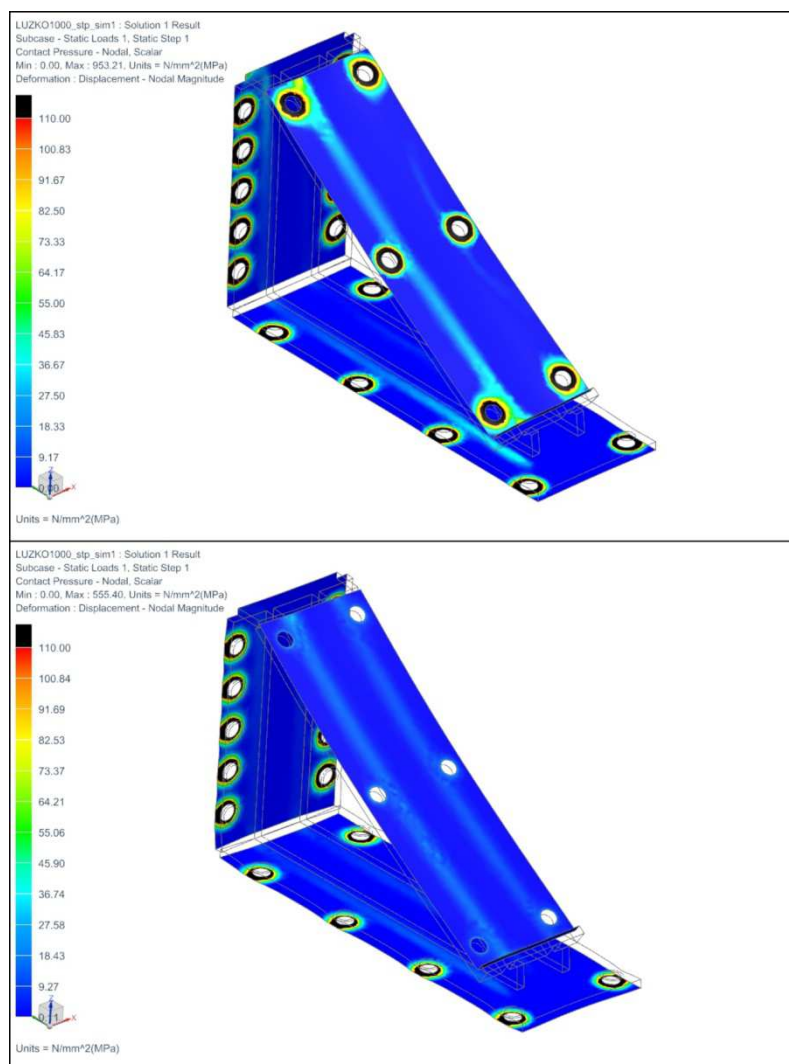 LUZKO1000_stp_sim1 : Solution 1 Result
Subcase - Static Loads 1, Static Step 1
Contact Pressure - Nodal, Scalar
Min : 0.00, Max : 953.21, Units = N/mm^2(MPa)
Deformation : Displacement - Nodal Magnitude
110.00
100.83
91.67
82.50
73.33
64.17
55.00
45.83
36.67
27.50
18.33
9.17
0.00
Z
X
Units = N/mm^2(MPa)
LUZKO1000_stp_sim1 : Solution 1 Result
Subcase - Static Loads 1, Static Step 1
Contact Pressure - Nodal, Scalar
Min : 0.00, Max : 555.40, Units = N/mm^2(MPa)
Deformation : Displacement - Nodal Magnitude
110.00
100.84
91.69
82.53
73.37
64.21
55.06
45.90
36.74
27.58
18.43
9.27
Z
X
Units = N/mm^2(MPa)